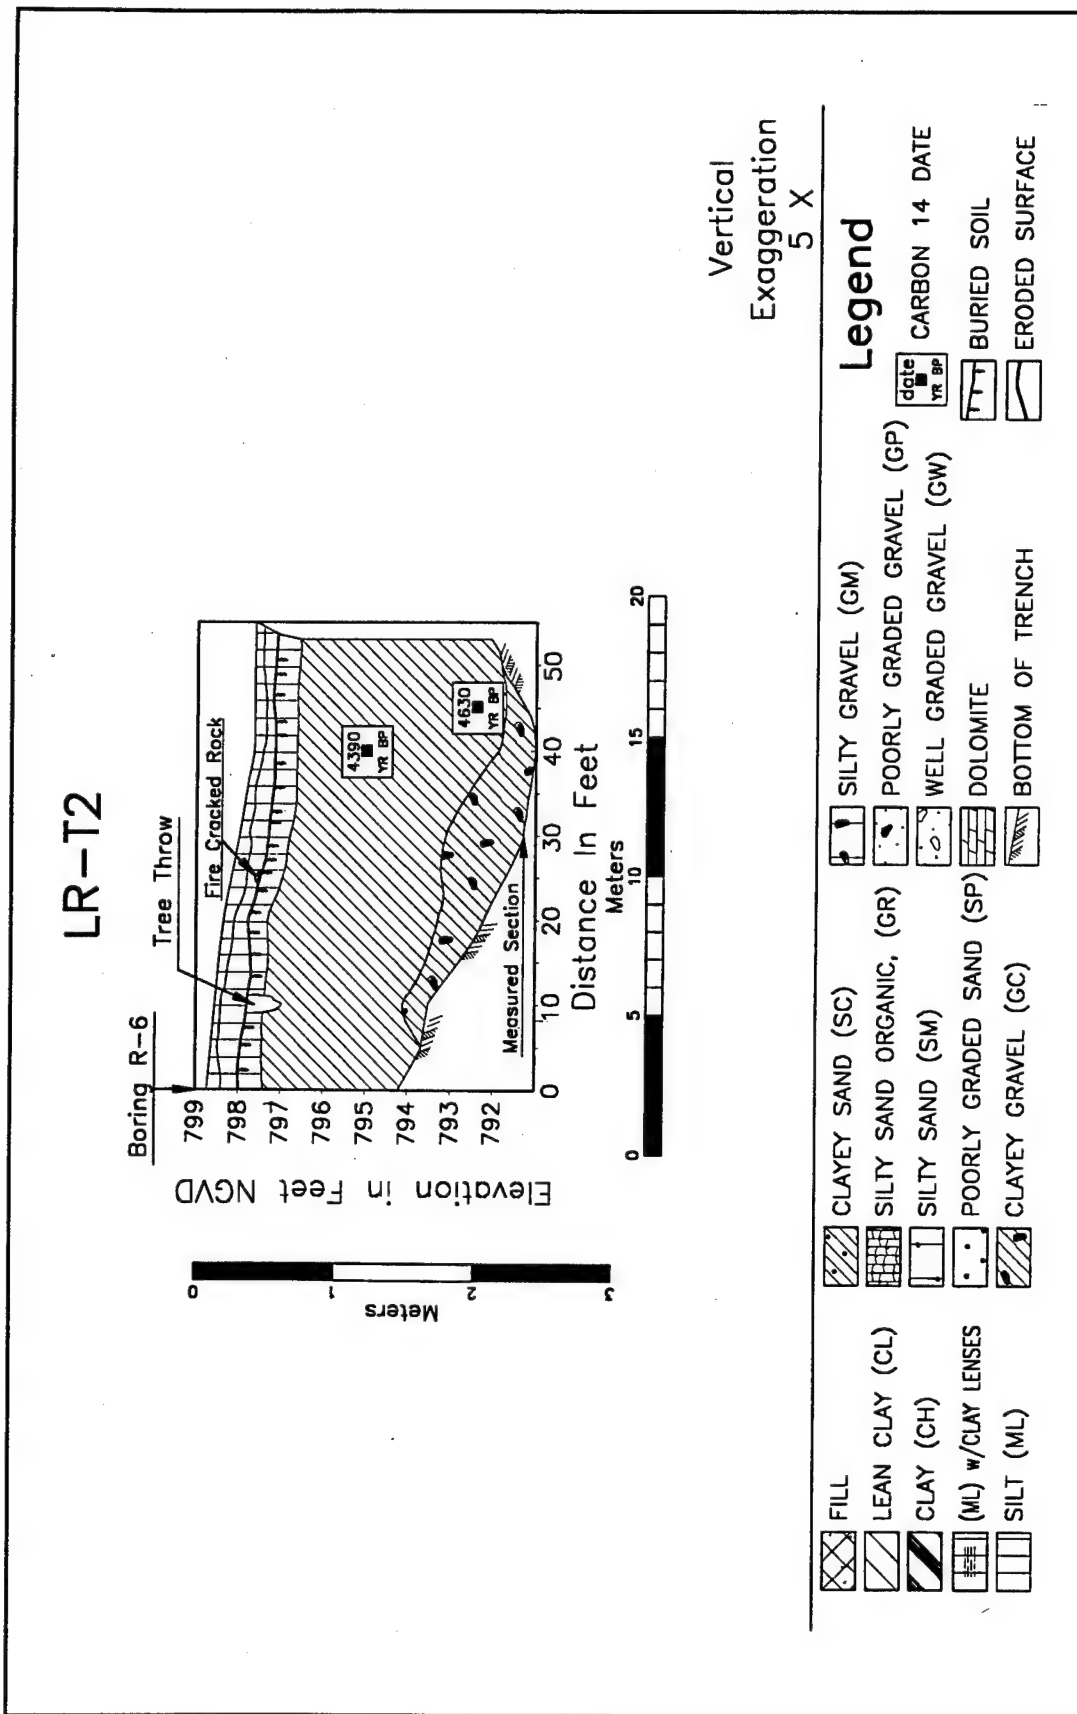 LR-T2
Boring R-6
Tree Throw
Fire Cracked Rock
799
798
797
796
795
794
793
792
Elevation in Feet NGVD
4390
YR BP
4630
YR BP
Measured Section
0
10
20
30
40
50
Distance In Feet
Meters
0
5
10
15
20
0
1
2
3
Meters
Vertical
Exaggeration
5 X
Legend
FILL
LEAN CLAY (CL)
CLAY (CH)
(ML) w/CLAY LENSES
SILT (ML)
CLAYEY SAND (SC)
SILTY SAND ORGANIC, (GR)
SILTY SAND (SM)
POORLY GRADED SAND (SP)
CLAYEY GRAVEL (GC)
SILTY GRAVEL (GM)
POORLY GRADED GRAVEL (GP)
WELL GRADED GRAVEL (GW)
DOLOMITE
BOTTOM OF TRENCH
date
YR BP
CARBON 14 DATE
BURIED SOIL
ERODED SURFACE